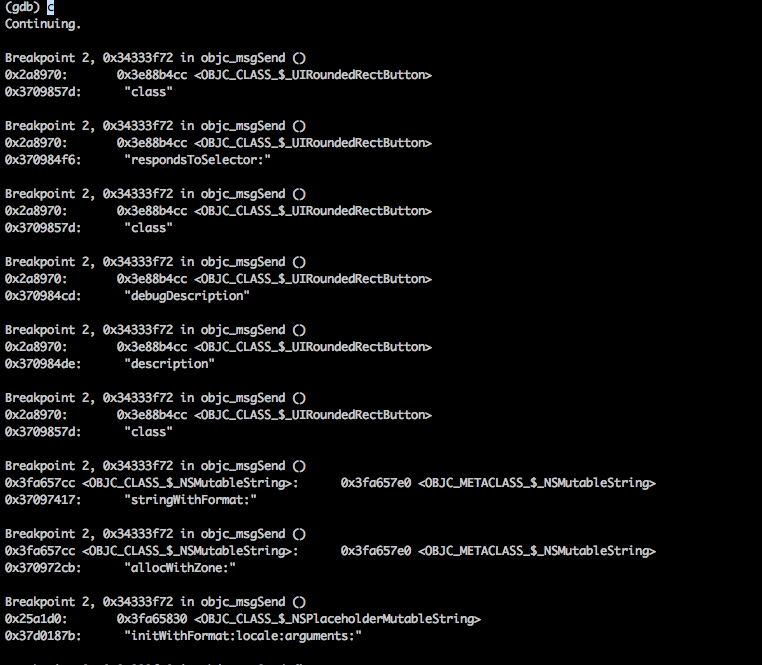 (gdb) c
Continuing.
Breakpoint 2, 0x34333f72 in objc_msgSend ()
0x2a8970: 0x3e88b4cc <OBJC_CLASS_$_UIRoundedRectButton>
0x3709857d: "class"
Breakpoint 2, 0x34333f72 in objc_msgSend ()
0x2a8970: 0x3e88b4cc <OBJC_CLASS_$_UIRoundedRectButton>
0x370984f6: "respondsToSelector:"
Breakpoint 2, 0x34333f72 in objc_msgSend ()
0x2a8970: 0x3e88b4cc <OBJC_CLASS_$_UIRoundedRectButton>
0x3709857d: "class"
Breakpoint 2, 0x34333f72 in objc_msgSend ()
0x2a8970: 0x3e88b4cc <OBJC_CLASS_$_UIRoundedRectButton>
0x370984cd: "debugDescription"
Breakpoint 2, 0x34333f72 in objc_msgSend ()
0x2a8970: 0x3e88b4cc <OBJC_CLASS_$_UIRoundedRectButton>
0x370984de: "description"
Breakpoint 2, 0x34333f72 in objc_msgSend ()
0x2a8970: 0x3e88b4cc <OBJC_CLASS_$_UIRoundedRectButton>
0x3709857d: "class"
Breakpoint 2, 0x34333f72 in objc_msgSend ()
0x3fa657cc <OBJC_CLASS_$_NSMutableString>: 0x3fa657e0 <OBJC_METACLASS_$_NSMutableString>
0x37097417: "stringWithFormat:"
Breakpoint 2, 0x34333f72 in objc_msgSend ()
0x3fa657cc <OBJC_CLASS_$_NSMutableString>: 0x3fa657e0 <OBJC_METACLASS_$_NSMutableString>
0x370972cb: "allocWithZone:"
Breakpoint 2, 0x34333f72 in objc_msgSend ()
0x25a1d0: 0x3fa65830 <OBJC_CLASS_$_NSPlaceholderMutableString>
0x37d0187b: "initWithFormat:locale:arguments:"